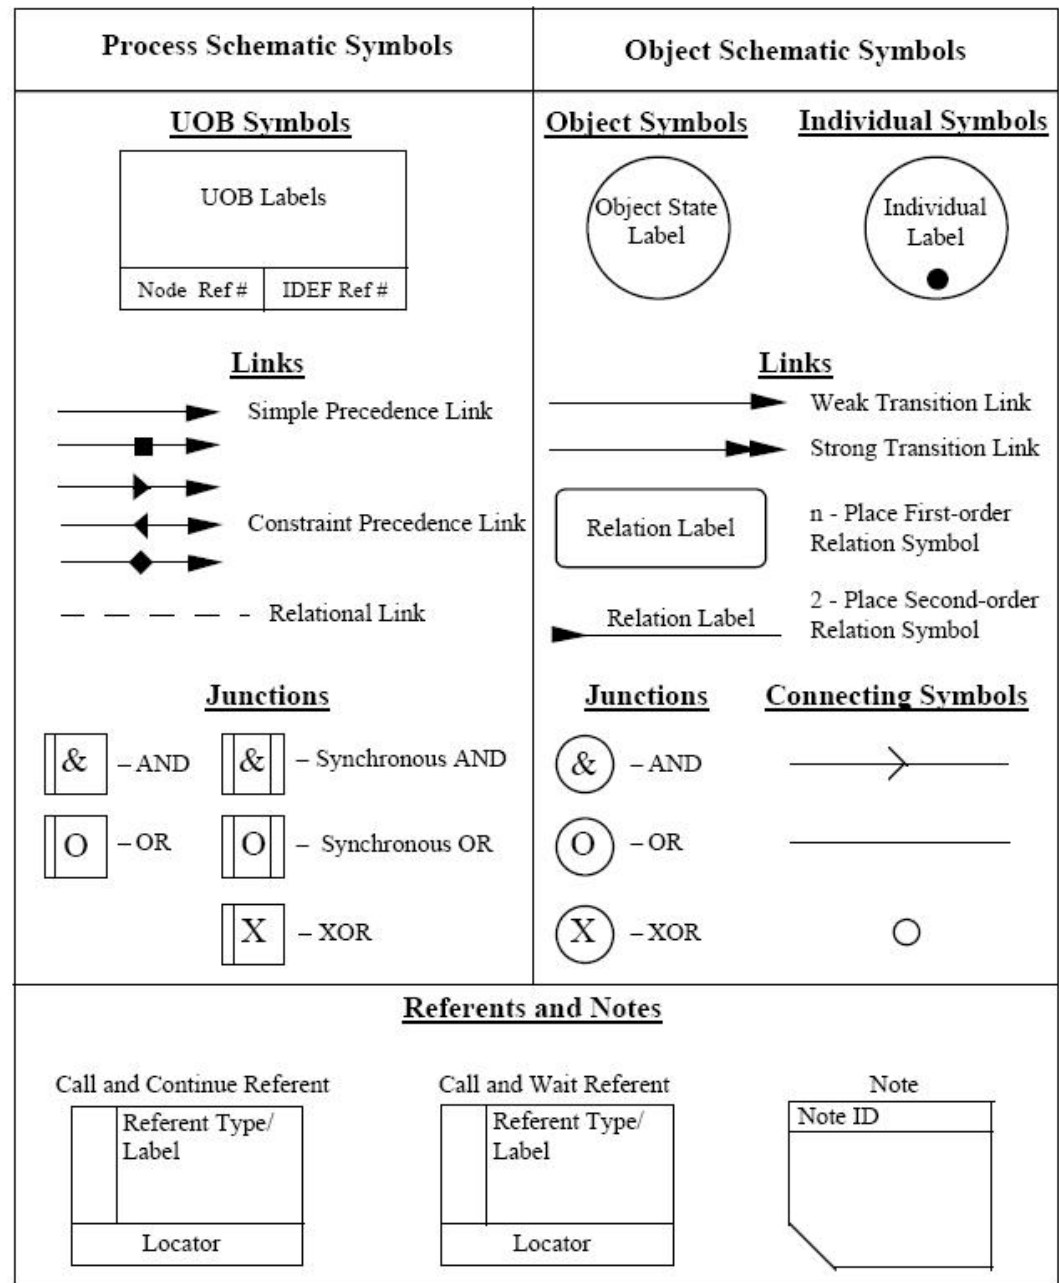 Process Schematic Symbols
Object Schematic Symbols
UOB Symbols
UOB Labels
Node Ref #
IDEF Ref #
Links
Simple Precedence Link
Constraint Precedence Link
Relational Link
Junctions
& – AND
& – Synchronous AND
O – OR
O – Synchronous OR
X – XOR
Object Symbols
Individual Symbols
Object State
Label
Individual
Label
Links
Weak Transition Link
Strong Transition Link
Relation Label
n - Place First-order
Relation Symbol
Relation Label
2 - Place Second-order
Relation Symbol
Junctions
Connecting Symbols
& – AND
O – OR
X – XOR
Referents and Notes
Call and Continue Referent
Referent Type/
Label
Locator
Call and Wait Referent
Referent Type/
Label
Locator
Note
Note ID